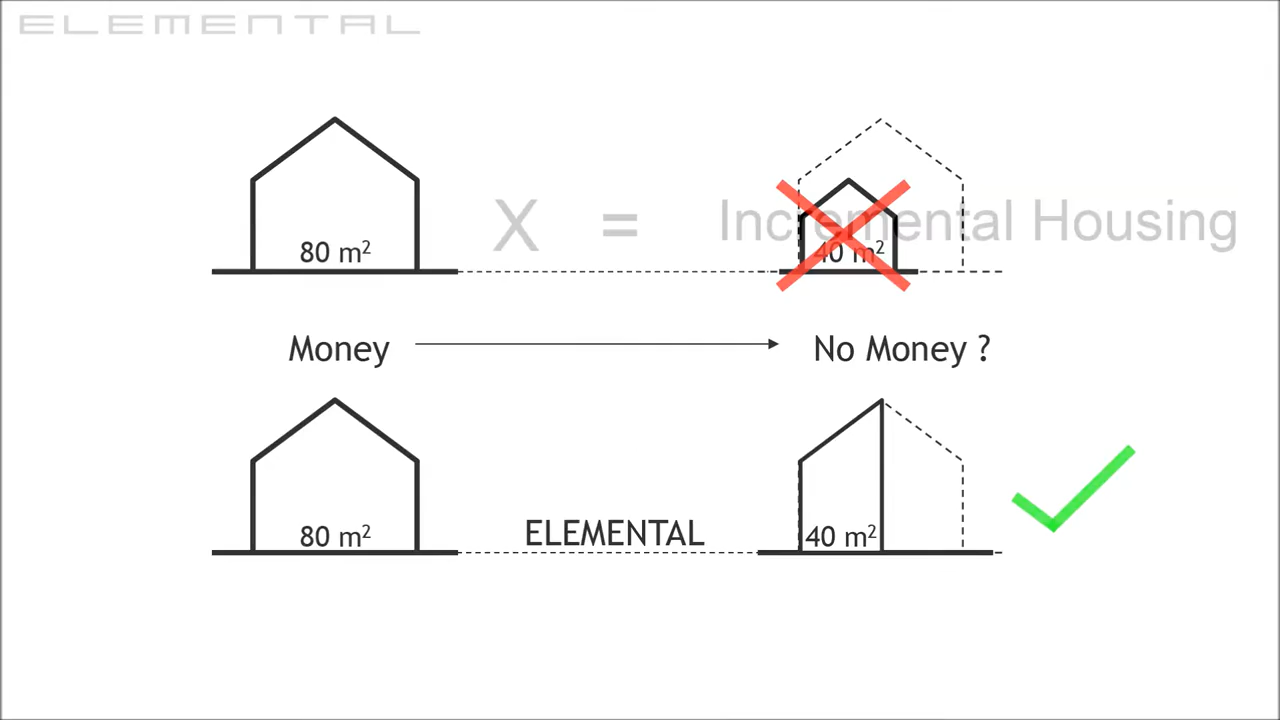 ELEMENTAL
X = Incremental Housing
80 m² 40 m²
Money No Money ?
80 m² ELEMENTAL 40 m²